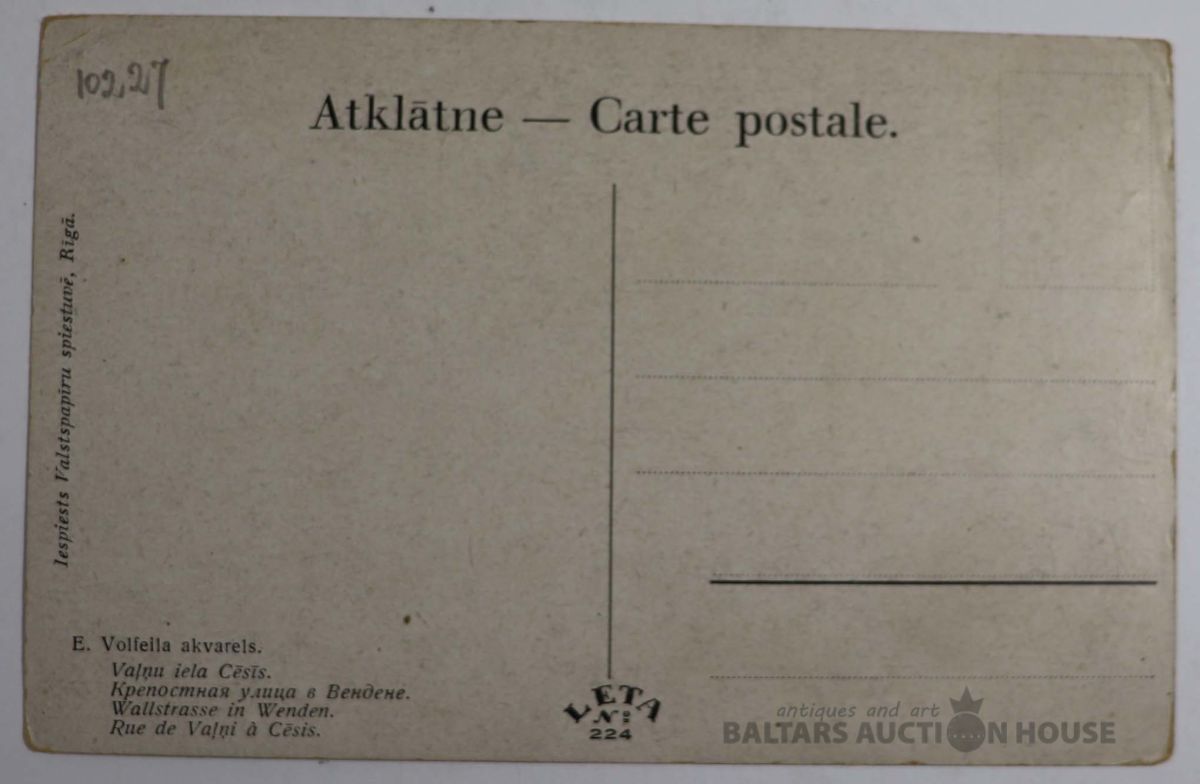 102,27
Atklātne — Carte postale.
Iespiests Valstspapiru spiestuvē, Rīgā.
E. Volfeila akvarels.
Vaļņu iela Cēsīs.
Крепостная улица в Вендене.
Wallstrasse in Wenden.
Rue de Vaļņi â Cēsis.
LETA
№:
224
antiques and art
BALTARS AUCTION HOUSE